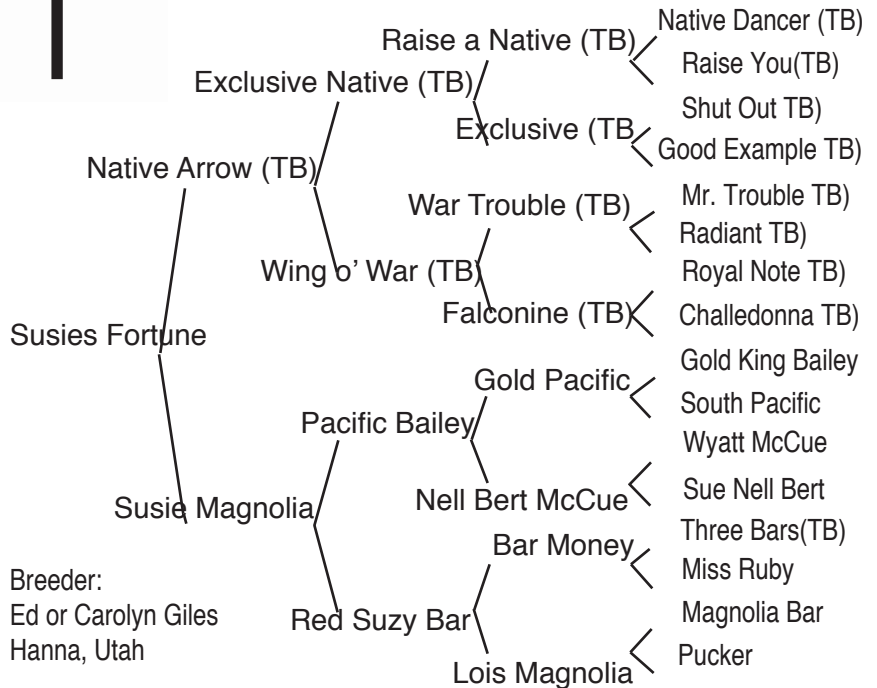 Native Dancer (TB)
Raise a Native (TB)
Raise You(TB)
Exclusive Native (TB)
Shut Out TB)
Exclusive (TB
Good Example TB)
Native Arrow (TB)
Mr. Trouble TB)
War Trouble (TB)
Radiant TB)
Wing o’ War (TB)
Royal Note TB)
Falconine (TB)
Challedonna TB)
Susies Fortune
Gold King Bailey
Gold Pacific
South Pacific
Pacific Bailey
Wyatt McCue
Nell Bert McCue
Sue Nell Bert
Susie Magnolia
Three Bars(TB)
Bar Money
Miss Ruby
Red Suzy Bar
Magnolia Bar
Lois Magnolia
Pucker
Breeder:
Ed or Carolyn Giles
Hanna, Utah